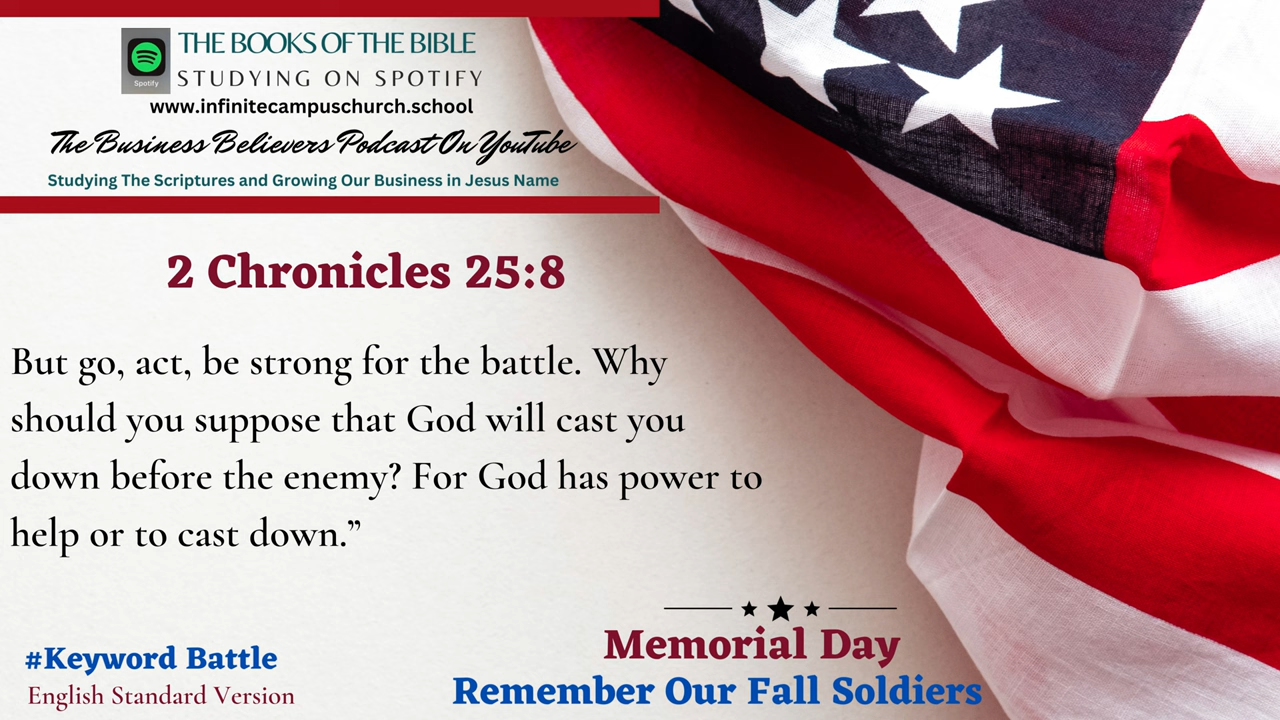 THE BOOKS OF THE BIBLE
Spotify
STUDYING ON SPOTIFY
www.infinitecampuschurch.school
The Business Believers Podcast On YouTube
Studying The Scriptures and Growing Our Business in Jesus Name
2 Chronicles 25:8
But go, act, be strong for the battle. Why
should you suppose that God will cast you
down before the enemy? For God has power to
help or to cast down.”
#Keyword Battle
English Standard Version
Memorial Day
Remember Our Fall Soldiers